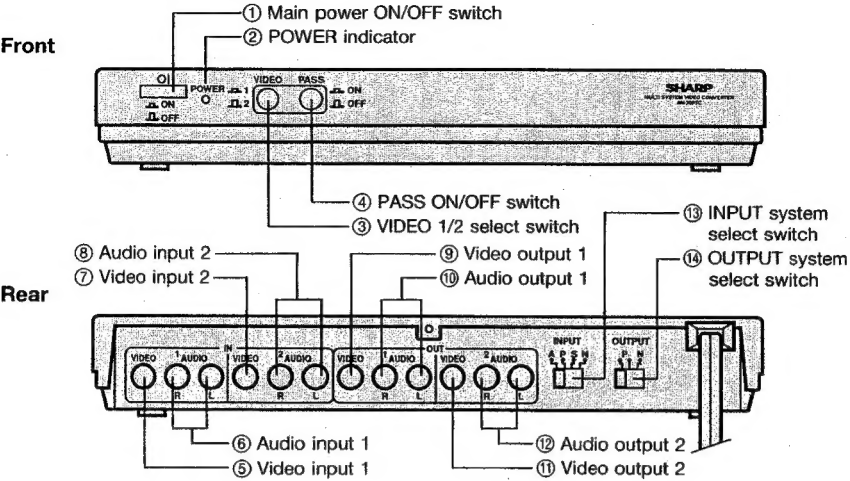 ① Main power ON/OFF switch
② POWER indicator
Front
POWER
1
2
VIDEO
PASS
ON
OFF
ON
OFF
SHARP
MULTI SYSTEM VIDEO CONVERTER
④ PASS ON/OFF switch
③ VIDEO 1/2 select switch
⑬ INPUT system
select switch
⑭ OUTPUT system
select switch
⑧ Audio input 2
⑦ Video input 2
⑨ Video output 1
⑩ Audio output 1
Rear
IN
OUT
VIDEO 1 AUDIO
VIDEO 2 AUDIO
VIDEO 1 AUDIO
VIDEO 2 AUDIO
R L
R L
R L
R L
INPUT
A P S N
OUTPUT
P N
⑥ Audio input 1
⑤ Video input 1
⑫ Audio output 2
⑪ Video output 2